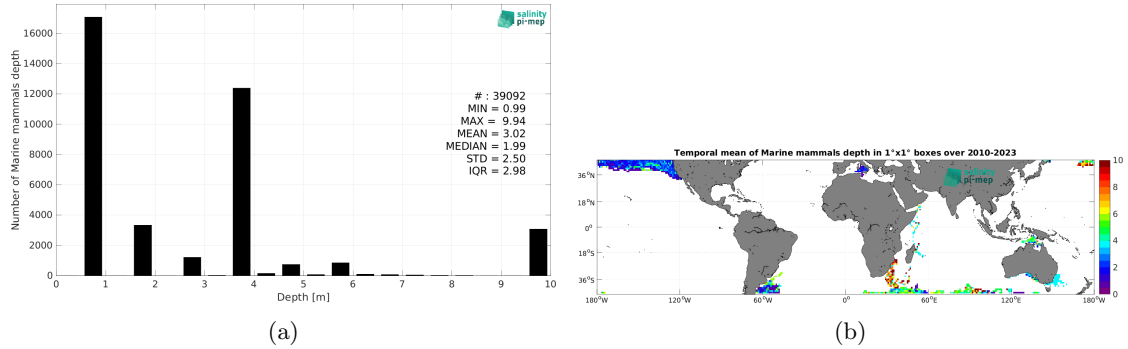 salinity
pi-mep
Number of Marine mammals depth
16000
14000
12000
10000
8000
6000
4000
2000
0
# : 39092
MIN = 0.99
MAX = 9.94
MEAN = 3.02
MEDIAN = 1.99
STD = 2.50
IQR = 2.98
0 1 2 3 4 5 6 7 8 9 10
Depth [m]
(a)
Temporal mean of Marine mammals depth in 1°x1° boxes over 2010-2023
salinity
pi-mep
36°N
18°N
0°
18°S
36°S
180°W 120°W 60°W 0° 60°E 120°E 180°W
10
8
6
4
2
0
(b)